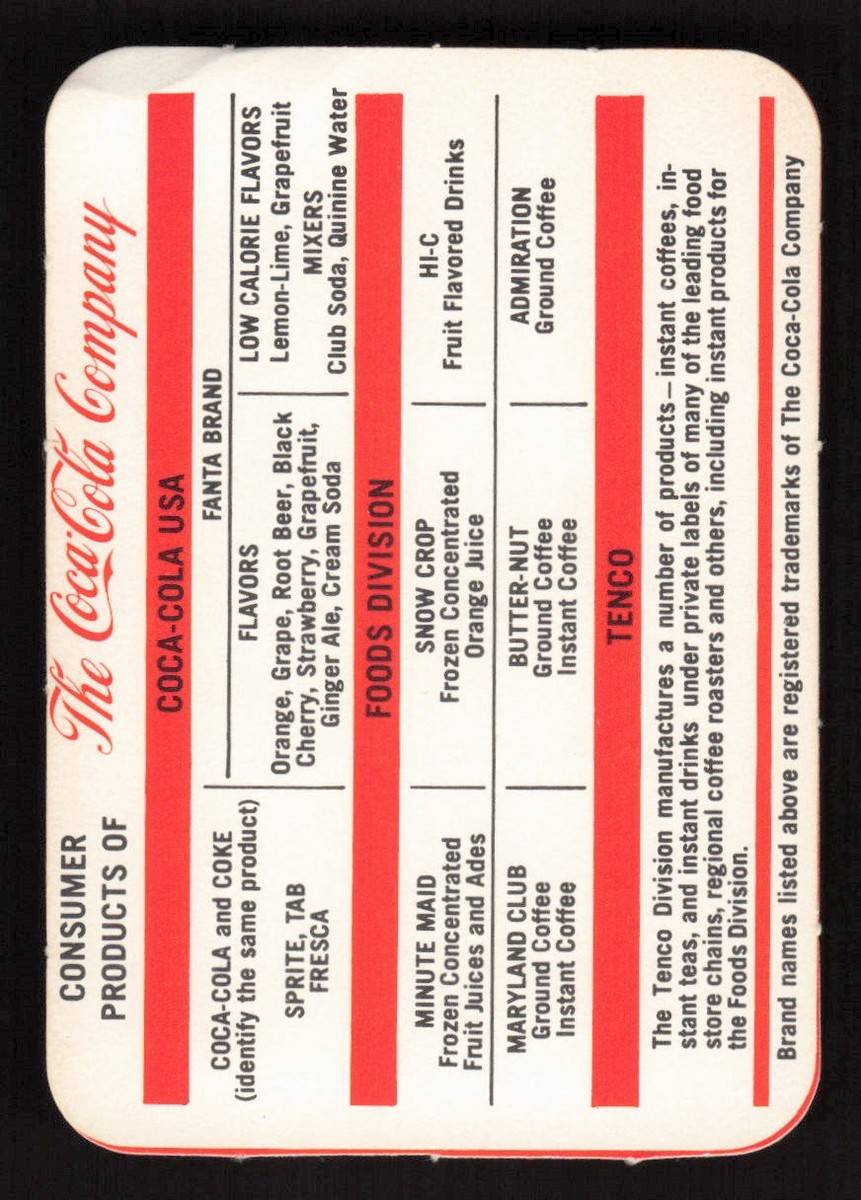 CONSUMER
PRODUCTS OF
The Coca-Cola Company
COCA-COLA USA
COCA-COLA and COKE
(identify the same product)
SPRITE, TAB
FRESCA
FANTA BRAND
FLAVORS
Orange, Grape, Root Beer, Black
Cherry, Strawberry, Grapefruit,
Ginger Ale, Cream Soda
LOW CALORIE FLAVORS
Lemon-Lime, Grapefruit
MIXERS
Club Soda, Quinine Water
FOODS DIVISION
MINUTE MAID
Frozen Concentrated
Fruit Juices and Ades
SNOW CROP
Frozen Concentrated
Orange Juice
HI-C
Fruit Flavored Drinks
MARYLAND CLUB
Ground Coffee
Instant Coffee
BUTTER-NUT
Ground Coffee
Instant Coffee
ADMIRATION
Ground Coffee
TENCO
The Tenco Division manufactures a number of products—instant coffees, in-
stant teas, and instant drinks under private labels of many of the leading food
store chains, regional coffee roasters and others, including instant products for
the Foods Division.
Brand names listed above are registered trademarks of The Coca-Cola Company